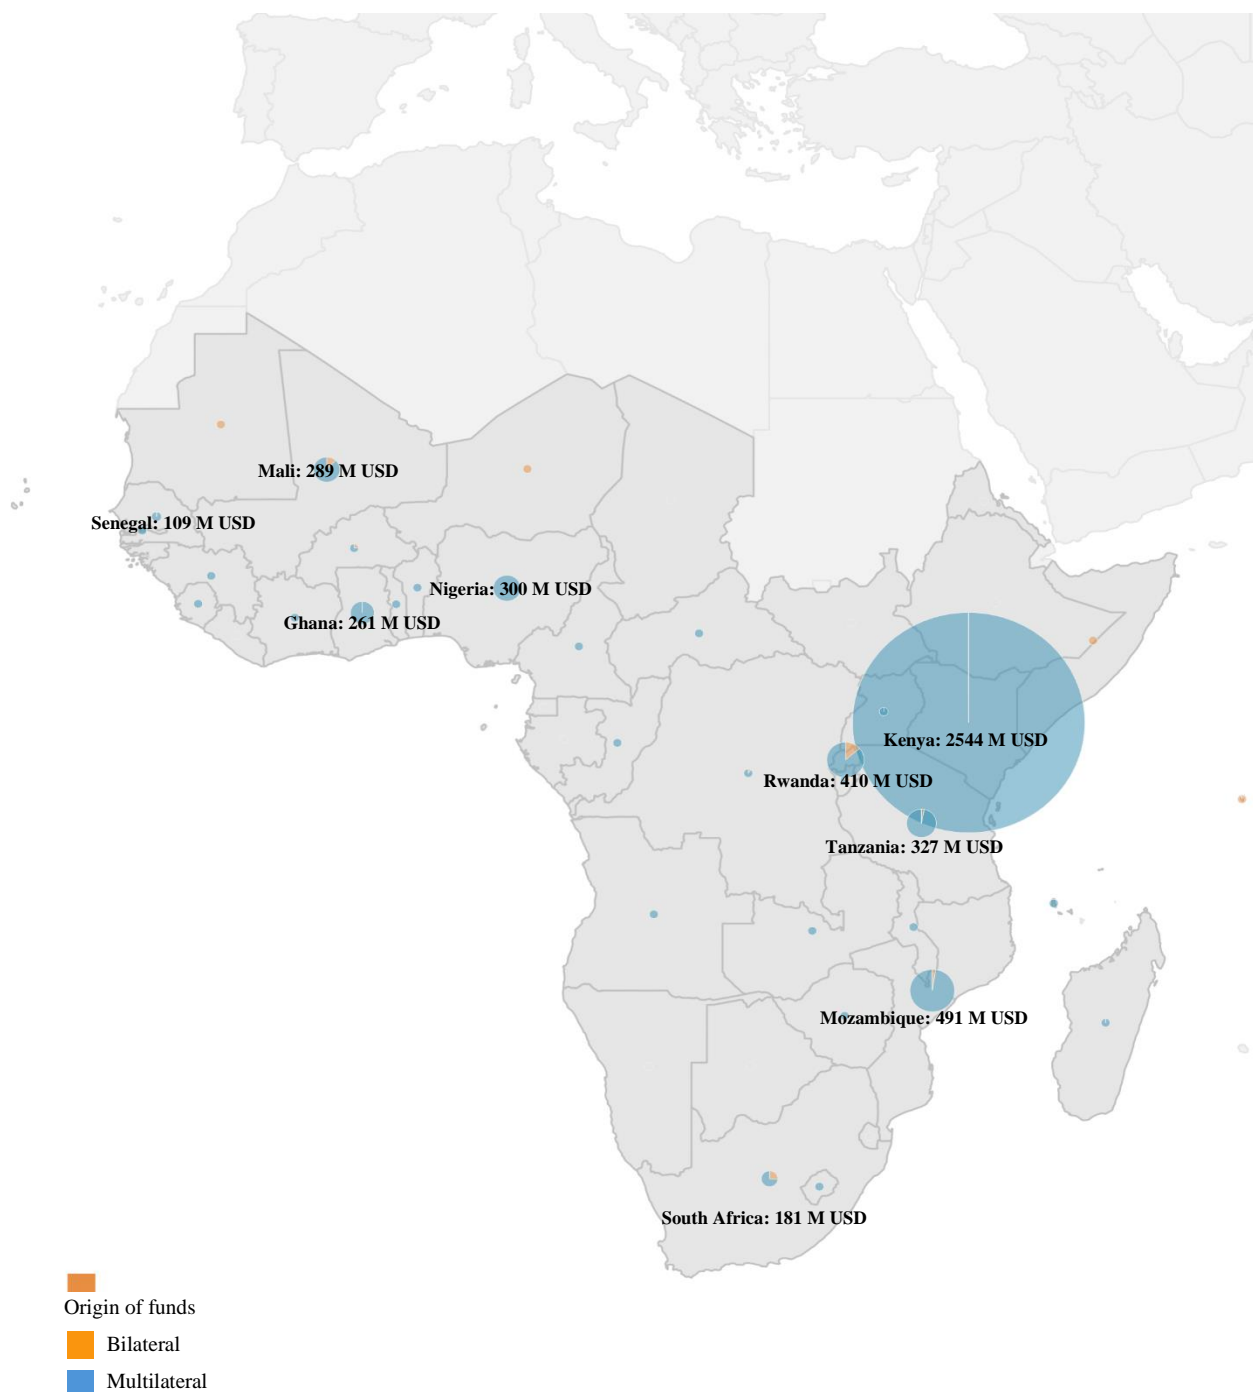 Mali: 289 M USD
Senegal: 109 M USD
Nigeria: 300 M USD
Ghana: 261 M USD
Kenya: 2544 M USD
Rwanda: 410 M USD
Tanzania: 327 M USD
Mozambique: 491 M USD
South Africa: 181 M USD
Origin of funds
Bilateral
Multilateral